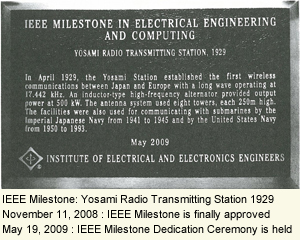 IEEE MILESTONE IN ELECTRICAL ENGINEERING
AND COMPUTING
YOSAMI RADIO TRANSMITTING STATION, 1929
In April 1929, the Yosami Station established the first wireless
communications between Japan and Europe with a long wave operating at
17.442 kHz. An inductor-type high-frequency alternator provided output
power at 500 kW. The antenna system used eight towers, each 250m high.
The facilities were also used for communicating with submarines by the
Imperial Japanese Navy from 1941 to 1945 and by the United States Navy
from 1950 to 1993.
May 2009
INSTITUTE OF ELECTRICAL AND ELECTRONICS ENGINEERS
IEEE Milestone: Yosami Radio Transmitting Station 1929
November 11, 2008 : IEEE Milestone is finally approved
May 19, 2009 : IEEE Milestone Dedication Ceremony is held